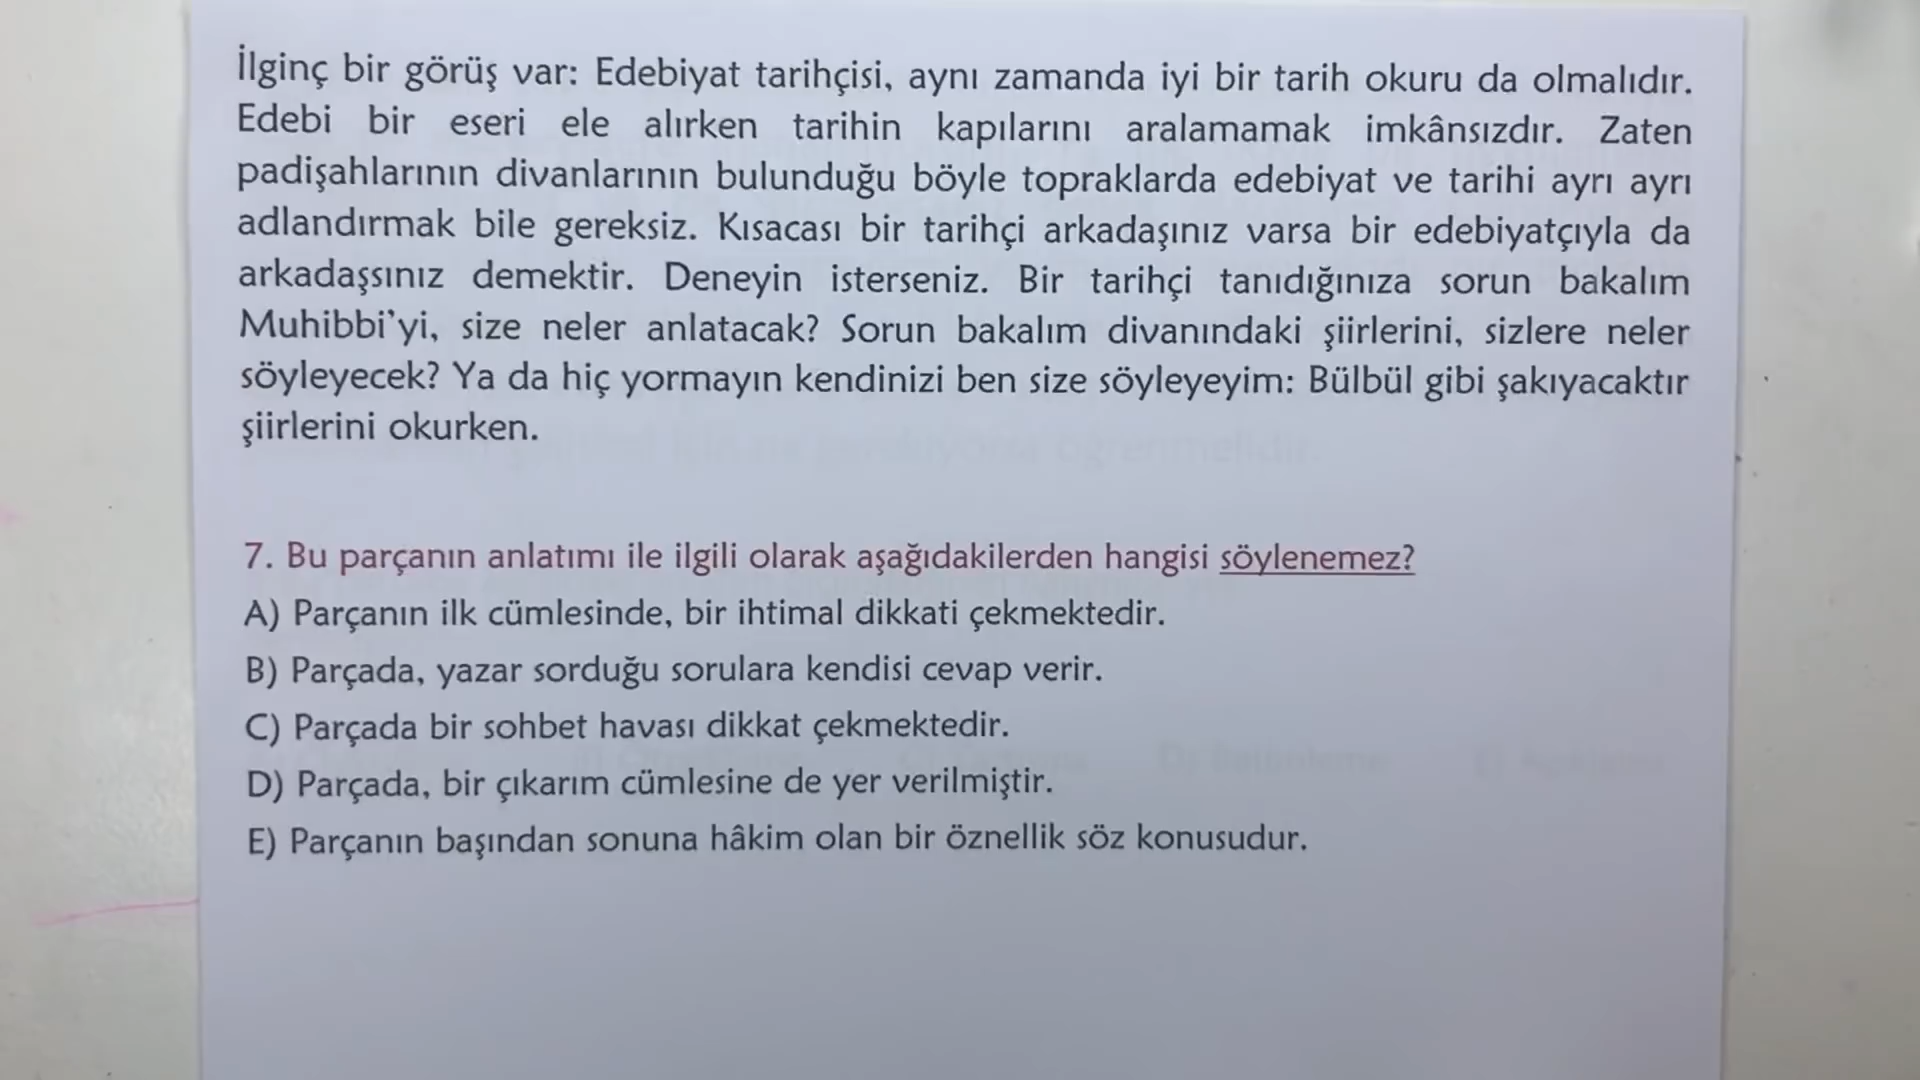 İlginç bir görüş var: Edebiyat tarihçisi, aynı zamanda iyi bir tarih okuru da olmalıdır.
Edebi bir eseri ele alırken tarihin kapılarını aralamamak imkânsızdır. Zaten
padişahlarının divanlarının bulunduğu böyle topraklarda edebiyat ve tarihi ayrı ayrı
adlandırmak bile gereksiz. Kısacası bir tarihçi arkadaşınız varsa bir edebiyatçıyla da
arkadaşsınız demektir. Deneyin isterseniz. Bir tarihçi tanıdığınıza sorun bakalım
Muhibbi'yi, size neler anlatacak? Sorun bakalım divanındaki şiirlerini, sizlere neler
söyleyecek? Ya da hiç yormayın kendinizi ben size söyleyeyim: Bülbül gibi şakıyacaktır
şiirlerini okurken.
7. Bu parçanın anlatımı ile ilgili olarak aşağıdakilerden hangisi söylenemez?
A) Parçanın ilk cümlesinde, bir ihtimal dikkati çekmektedir.
B) Parçada, yazar sorduğu sorulara kendisi cevap verir.
C) Parçada bir sohbet havası dikkat çekmektedir.
D) Parçada, bir çıkarım cümlesine de yer verilmiştir.
E) Parçanın başından sonuna hâkim olan bir öznellik söz konusudur.